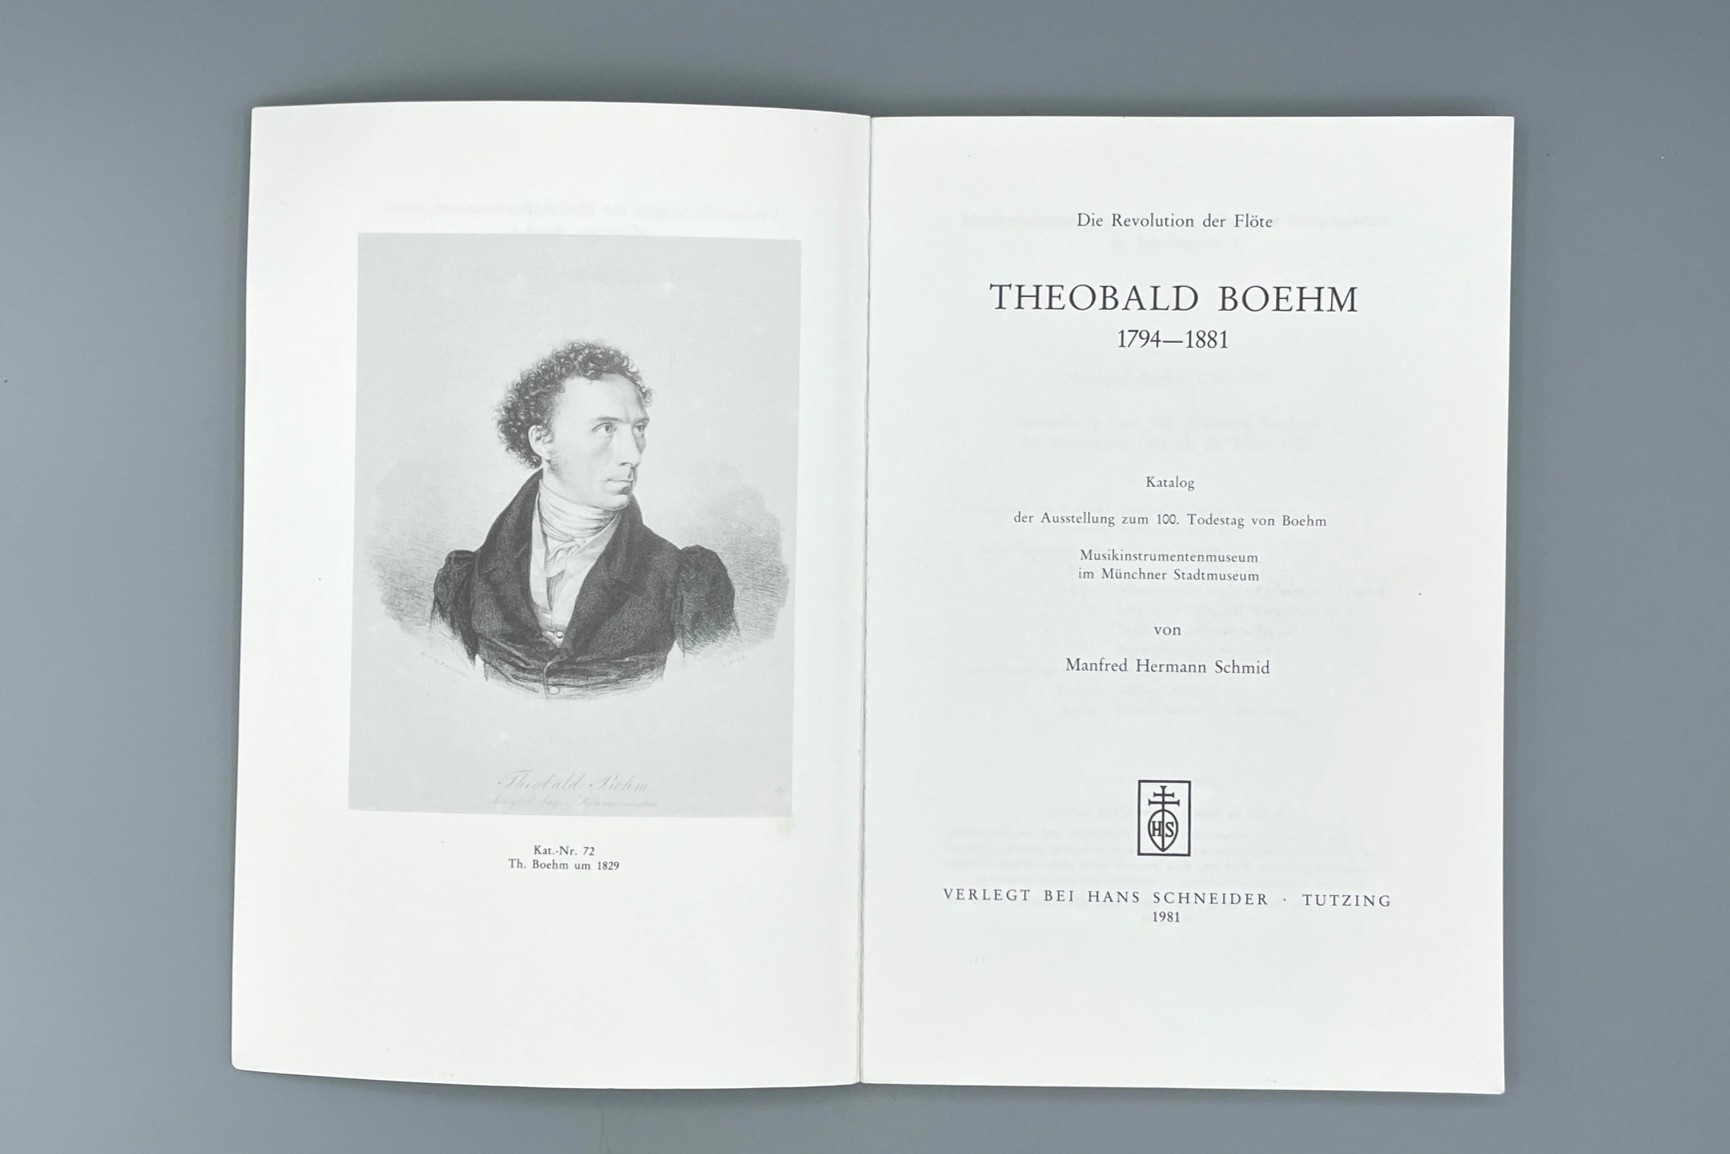 Theobald Böhm
Kat.-Nr. 72
Th. Boehm um 1829
Die Revolution der Flöte
THEOBALD BOEHM
1794—1881
Katalog
der Ausstellung zum 100. Todestag von Boehm
Musikinstrumentenmuseum
im Münchner Stadtmuseum
von
Manfred Hermann Schmid
HS
VERLEGT BEI HANS SCHNEIDER · TUTZING
1981